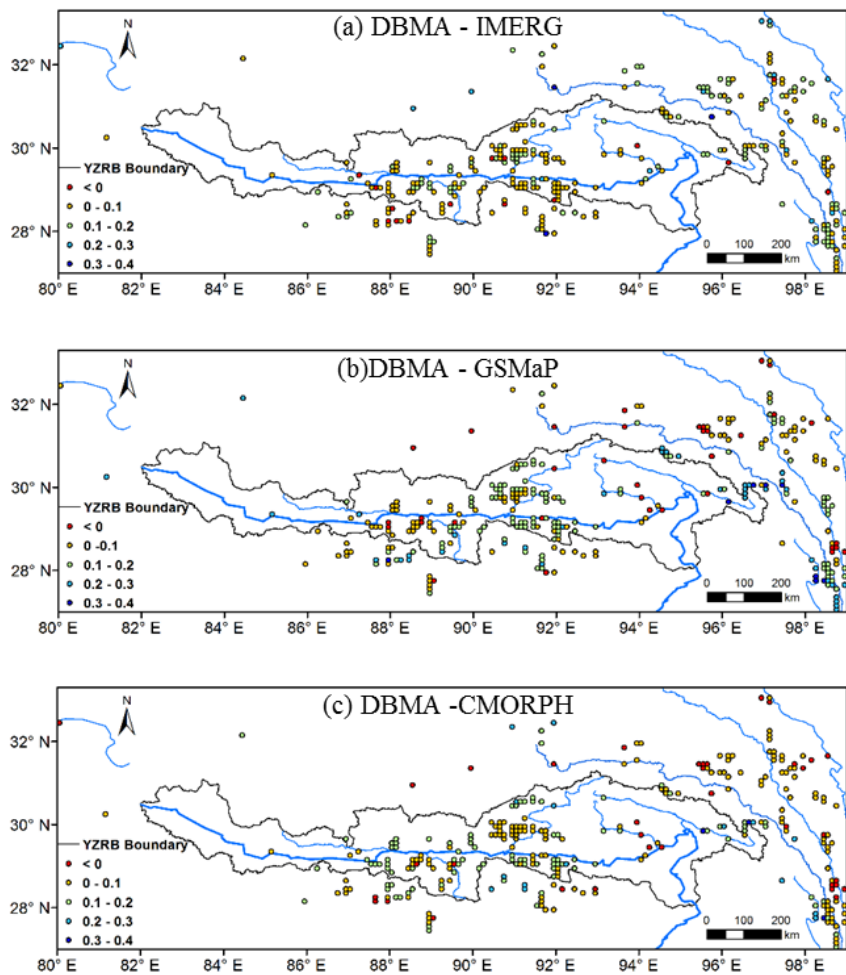 (a) DBMA - IMERG
N
32° N
30° N
28° N
YZRB Boundary
< 0
0 - 0.1
0.1 - 0.2
0.2 - 0.3
0.3 - 0.4
0 100 200
km
80° E 82° E 84° E 86° E 88° E 90° E 92° E 94° E 96° E 98° E
(b)DBMA - GSMaP
N
32° N
30° N
28° N
YZRB Boundary
< 0
0 -0.1
0.1 - 0.2
0.2 - 0.3
0.3 - 0.4
0 100 200
km
80° E 82° E 84° E 86° E 88° E 90° E 92° E 94° E 96° E 98° E
(c) DBMA -CMORPH
N
32° N
30° N
28° N
YZRB Boundary
< 0
0 - 0.1
0.1 - 0.2
0.2 - 0.3
0.3 - 0.4
0 100 200
km
80° E 82° E 84° E 86° E 88° E 90° E 92° E 94° E 96° E 98° E